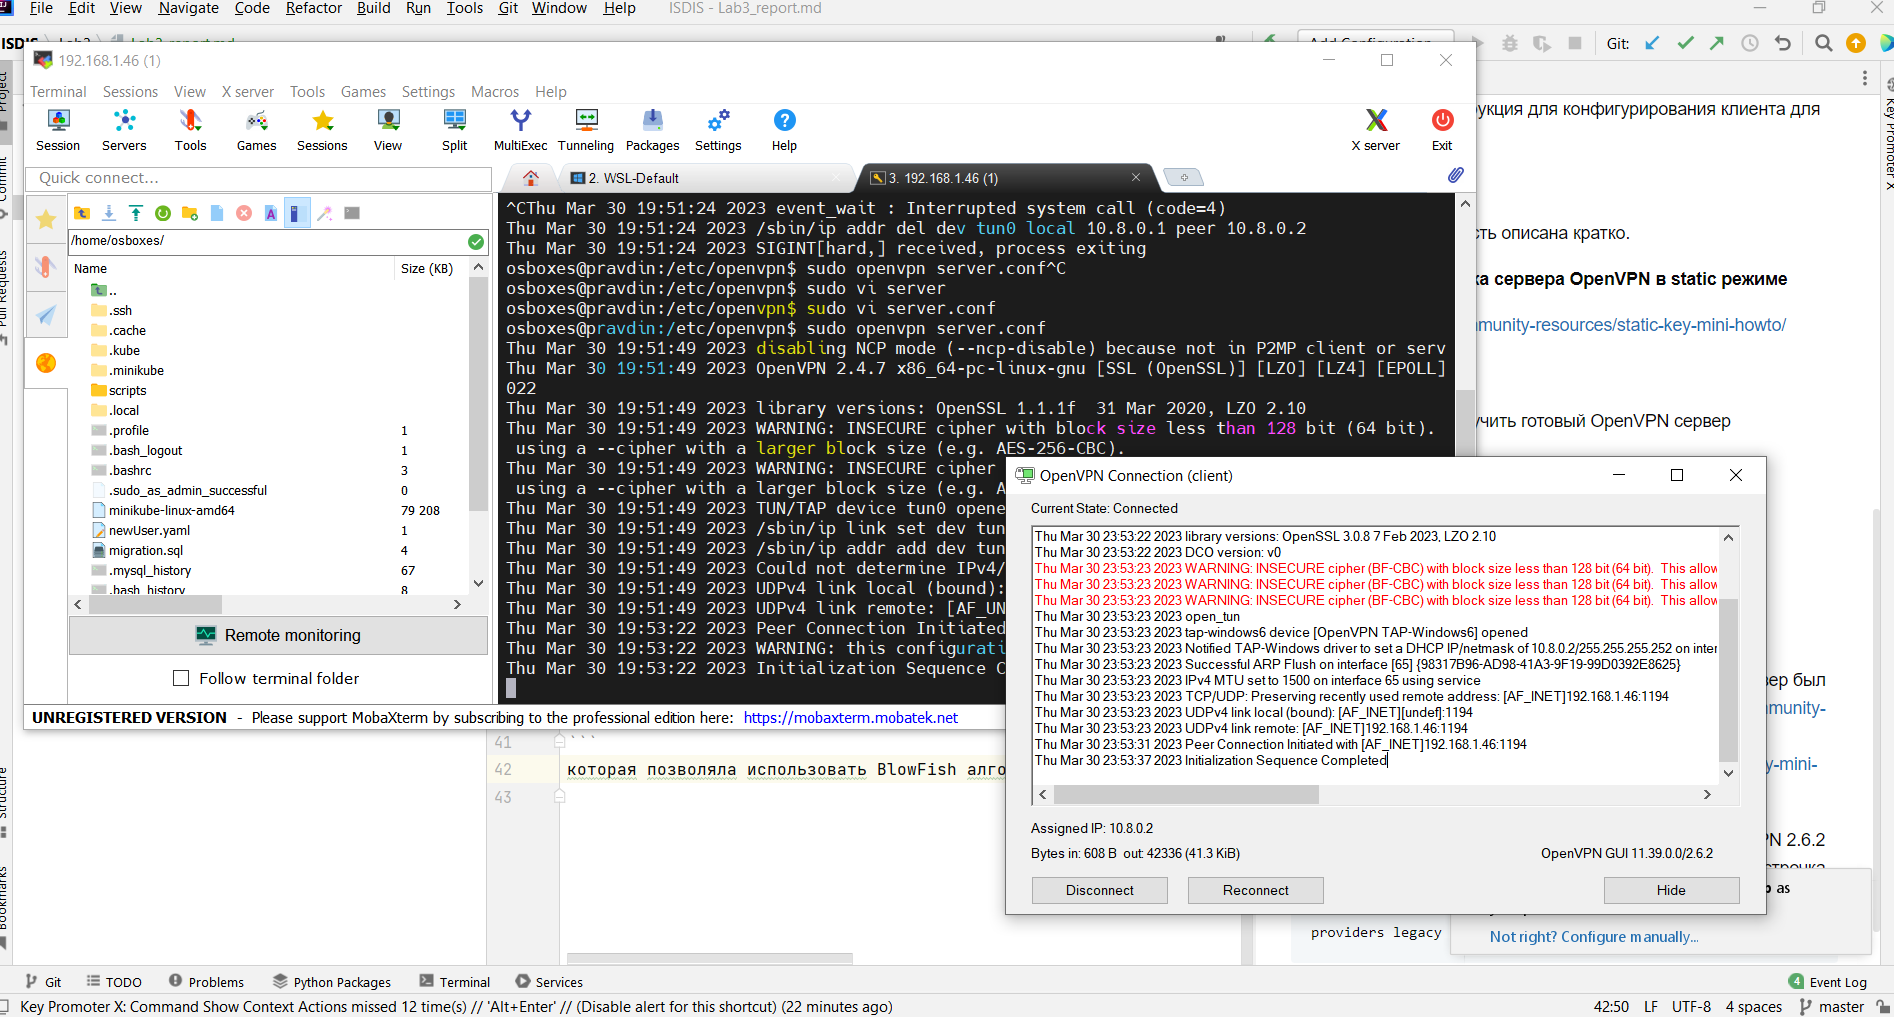 File Edit View Navigate Code Refactor Build Run Tools Git Window Help ISDIS - Lab3_report.md
ISDIS
Git:
192.168.1.46 (1)
Terminal Sessions View X server Tools Games Settings Macros Help
Session Servers Tools Games Sessions View Split MultiExec Tunneling Packages Settings Help X server Exit
Quick connect...
2. WSL-Default
3. 192.168.1.46 (1)
/home/osboxes/
Name Size (KB)
..
.ssh
.cache
.kube
.minikube
scripts
.local
.profile 1
.bash_logout 1
.bashrc 3
.sudo_as_admin_successful 0
minikube-linux-amd64 79 208
newUser.yaml 1
migration.sql 4
.mysql_history 67
.bash_history 8
Remote monitoring
Follow terminal folder
^CThu Mar 30 19:51:24 2023 event_wait : Interrupted system call (code=4)
Thu Mar 30 19:51:24 2023 /sbin/ip addr del dev tun0 local 10.8.0.1 peer 10.8.0.2
Thu Mar 30 19:51:24 2023 SIGINT[hard,] received, process exiting
osboxes@pravdin:/etc/openvpn$ sudo openvpn server.conf^C
osboxes@pravdin:/etc/openvpn$ sudo vi server
osboxes@pravdin:/etc/openvpn$ sudo vi server.conf
osboxes@pravdin:/etc/openvpn$ sudo openvpn server.conf
Thu Mar 30 19:51:49 2023 disabling NCP mode (--ncp-disable) because not in P2MP client or serv
Thu Mar 30 19:51:49 2023 OpenVPN 2.4.7 x86_64-pc-linux-gnu [SSL (OpenSSL)] [LZO] [LZ4] [EPOLL]
022
Thu Mar 30 19:51:49 2023 library versions: OpenSSL 1.1.1f  31 Mar 2020, LZO 2.10
Thu Mar 30 19:51:49 2023 WARNING: INSECURE cipher with block size less than 128 bit (64 bit).
using a --cipher with a larger block size (e.g. AES-256-CBC).
Thu Mar 30 19:51:49 2023 WARNING: INSECURE cipher
using a --cipher with a larger block size (e.g. A
Thu Mar 30 19:51:49 2023 TUN/TAP device tun0 opene
Thu Mar 30 19:51:49 2023 /sbin/ip link set dev tun
Thu Mar 30 19:51:49 2023 /sbin/ip addr add dev tun
Thu Mar 30 19:51:49 2023 Could not determine IPv4/
Thu Mar 30 19:51:49 2023 UDPv4 link local (bound):
Thu Mar 30 19:51:49 2023 UDPv4 link remote: [AF_UN
Thu Mar 30 19:53:22 2023 Peer Connection Initiated
Thu Mar 30 19:53:22 2023 WARNING: this configurati
Thu Mar 30 19:53:22 2023 Initialization Sequence C
UNREGISTERED VERSION - Please support MobaXterm by subscribing to the professional edition here: https://mobaxterm.mobatek.net
41 ```
42 которая позволяла использовать BlowFish алго
43
OpenVPN Connection (client)
Current State: Connected
Thu Mar 30 23:53:22 2023 library versions: OpenSSL 3.0.8 7 Feb 2023, LZO 2.10
Thu Mar 30 23:53:22 2023 DCO version: v0
Thu Mar 30 23:53:23 2023 WARNING: INSECURE cipher (BF-CBC) with block size less than 128 bit (64 bit).  This allow
Thu Mar 30 23:53:23 2023 WARNING: INSECURE cipher (BF-CBC) with block size less than 128 bit (64 bit).  This allow
Thu Mar 30 23:53:23 2023 WARNING: INSECURE cipher (BF-CBC) with block size less than 128 bit (64 bit).  This allow
Thu Mar 30 23:53:23 2023 open_tun
Thu Mar 30 23:53:23 2023 tap-windows6 device [OpenVPN TAP-Windows6] opened
Thu Mar 30 23:53:23 2023 Notified TAP-Windows driver to set a DHCP IP/netmask of 10.8.0.2/255.255.255.252 on inter
Thu Mar 30 23:53:23 2023 Successful ARP Flush on interface [65] {98317B96-AD98-41A3-9F19-99D0392E8625}
Thu Mar 30 23:53:23 2023 IPv4 MTU set to 1500 on interface 65 using service
Thu Mar 30 23:53:23 2023 TCP/UDP: Preserving recently used remote address: [AF_INET]192.168.1.46:1194
Thu Mar 30 23:53:23 2023 UDPv4 link local (bound): [AF_INET][undef]:1194
Thu Mar 30 23:53:23 2023 UDPv4 link remote: [AF_INET]192.168.1.46:1194
Thu Mar 30 23:53:31 2023 Peer Connection Initiated with [AF_INET]192.168.1.46:1194
Thu Mar 30 23:53:37 2023 Initialization Sequence Completed
Assigned IP: 10.8.0.2
Bytes in: 608 B  out: 42336 (41.3 KiB)
OpenVPN GUI 11.39.0.0/2.6.2
Disconnect Reconnect Hide
укция для конфигурирования клиента для
ть описана кратко.
ка сервера OpenVPN в static режиме
munity-resources/static-key-mini-howto/
учить готовый OpenVPN сервер
вер был
munity-
y-mini-
PN 2.6.2
as
providers legacy
Not right? Configure manually...
Project
Commit
Pull Requests
Structure
Bookmarks
Key Promoter X
Git TODO Problems Python Packages Terminal Services 4 Event Log
Key Promoter X: Command Show Context Actions missed 12 time(s) // 'Alt+Enter' // (Disable alert for this shortcut) (22 minutes ago)
42:50 LF UTF-8 4 spaces master